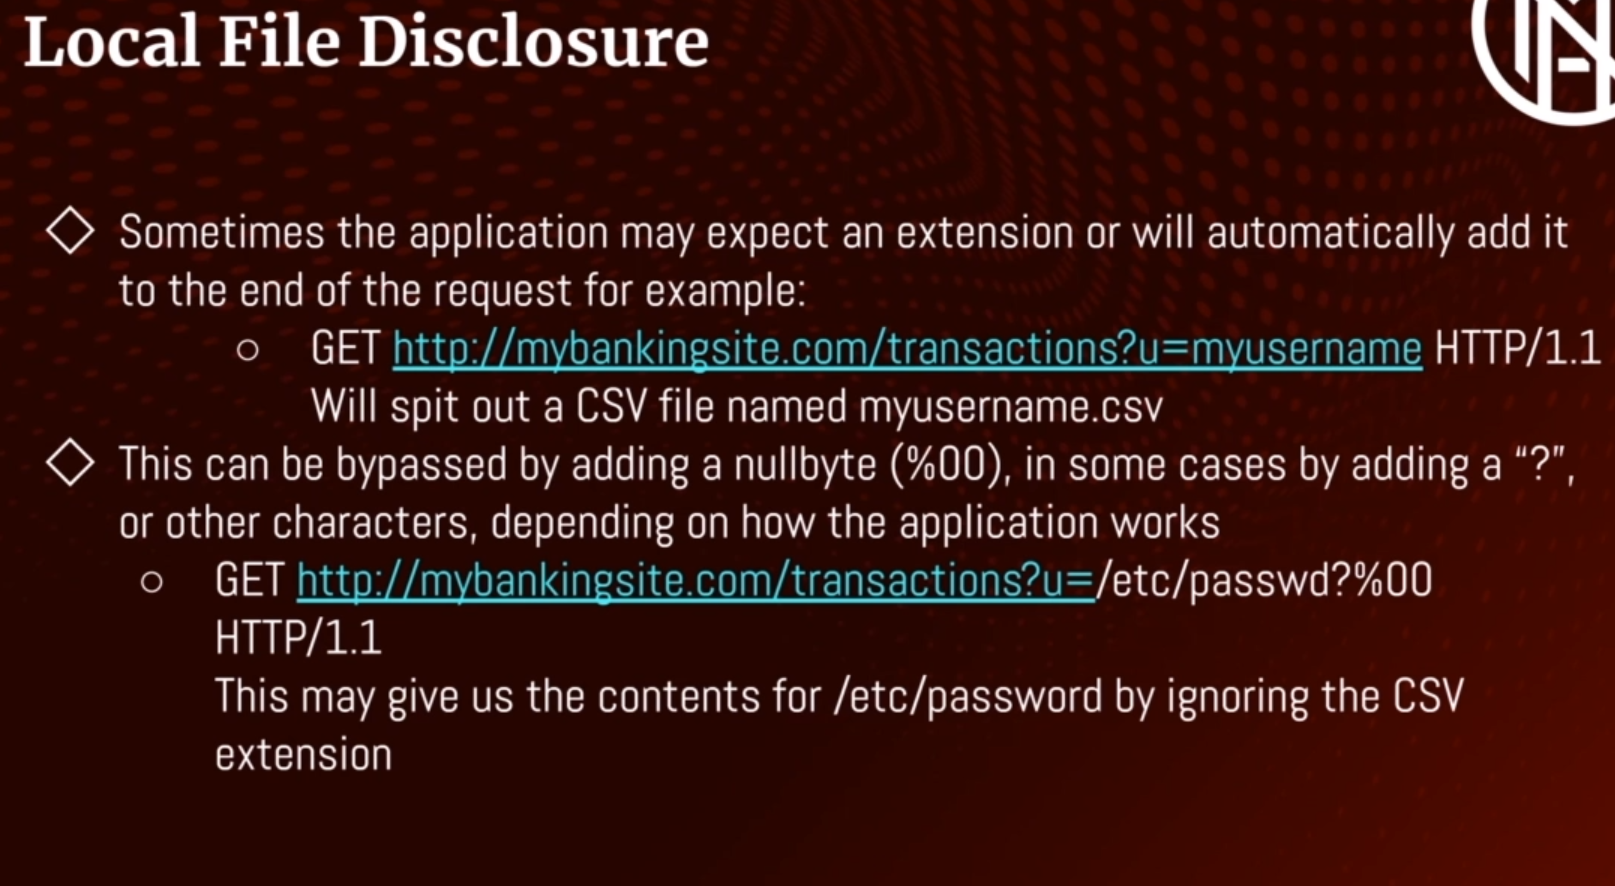 Local File Disclosure
Sometimes the application may expect an extension or will automatically add it
to the end of the request for example:
GET http://mybankingsite.com/transactions?u=myusername HTTP/1.1
Will spit out a CSV file named myusername.csv
This can be bypassed by adding a nullbyte (%00), in some cases by adding a “?”,
or other characters, depending on how the application works
GET http://mybankingsite.com/transactions?u=/etc/passwd?%00
HTTP/1.1
This may give us the contents for /etc/password by ignoring the CSV
extension